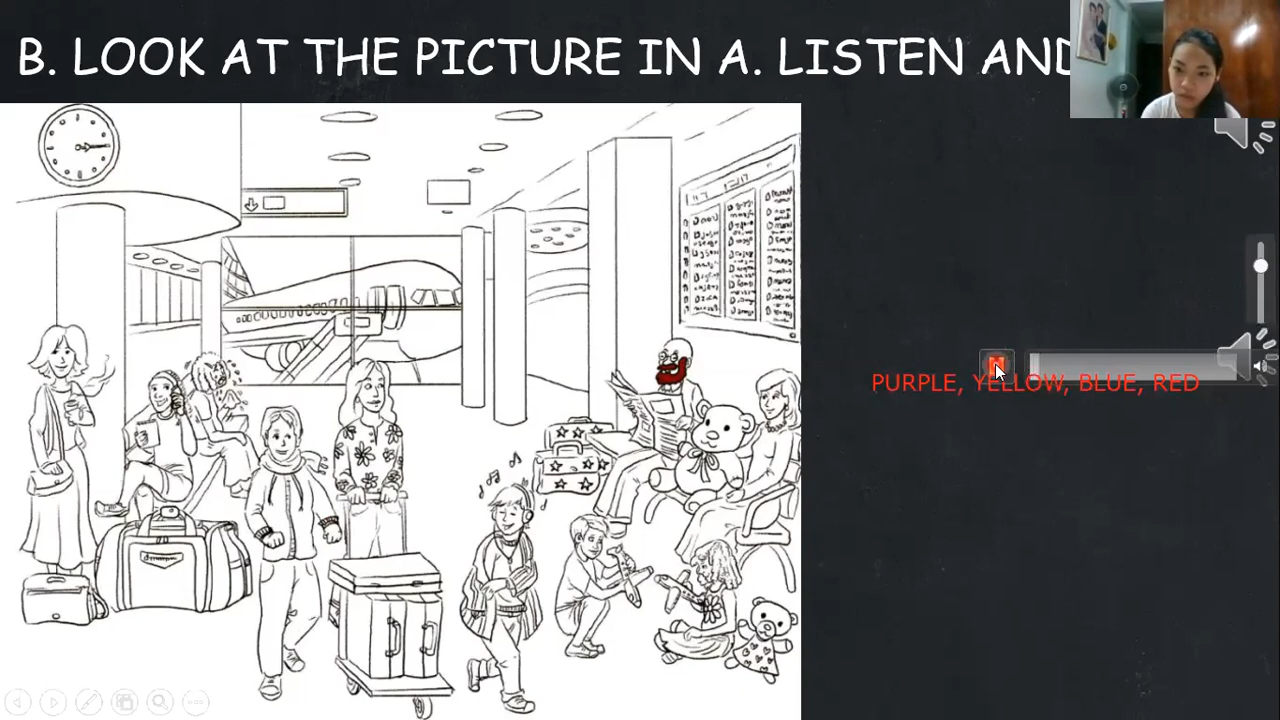 B. LOOK AT THE PICTURE IN A. LISTEN AND
PURPLE, YELLOW, BLUE, RED